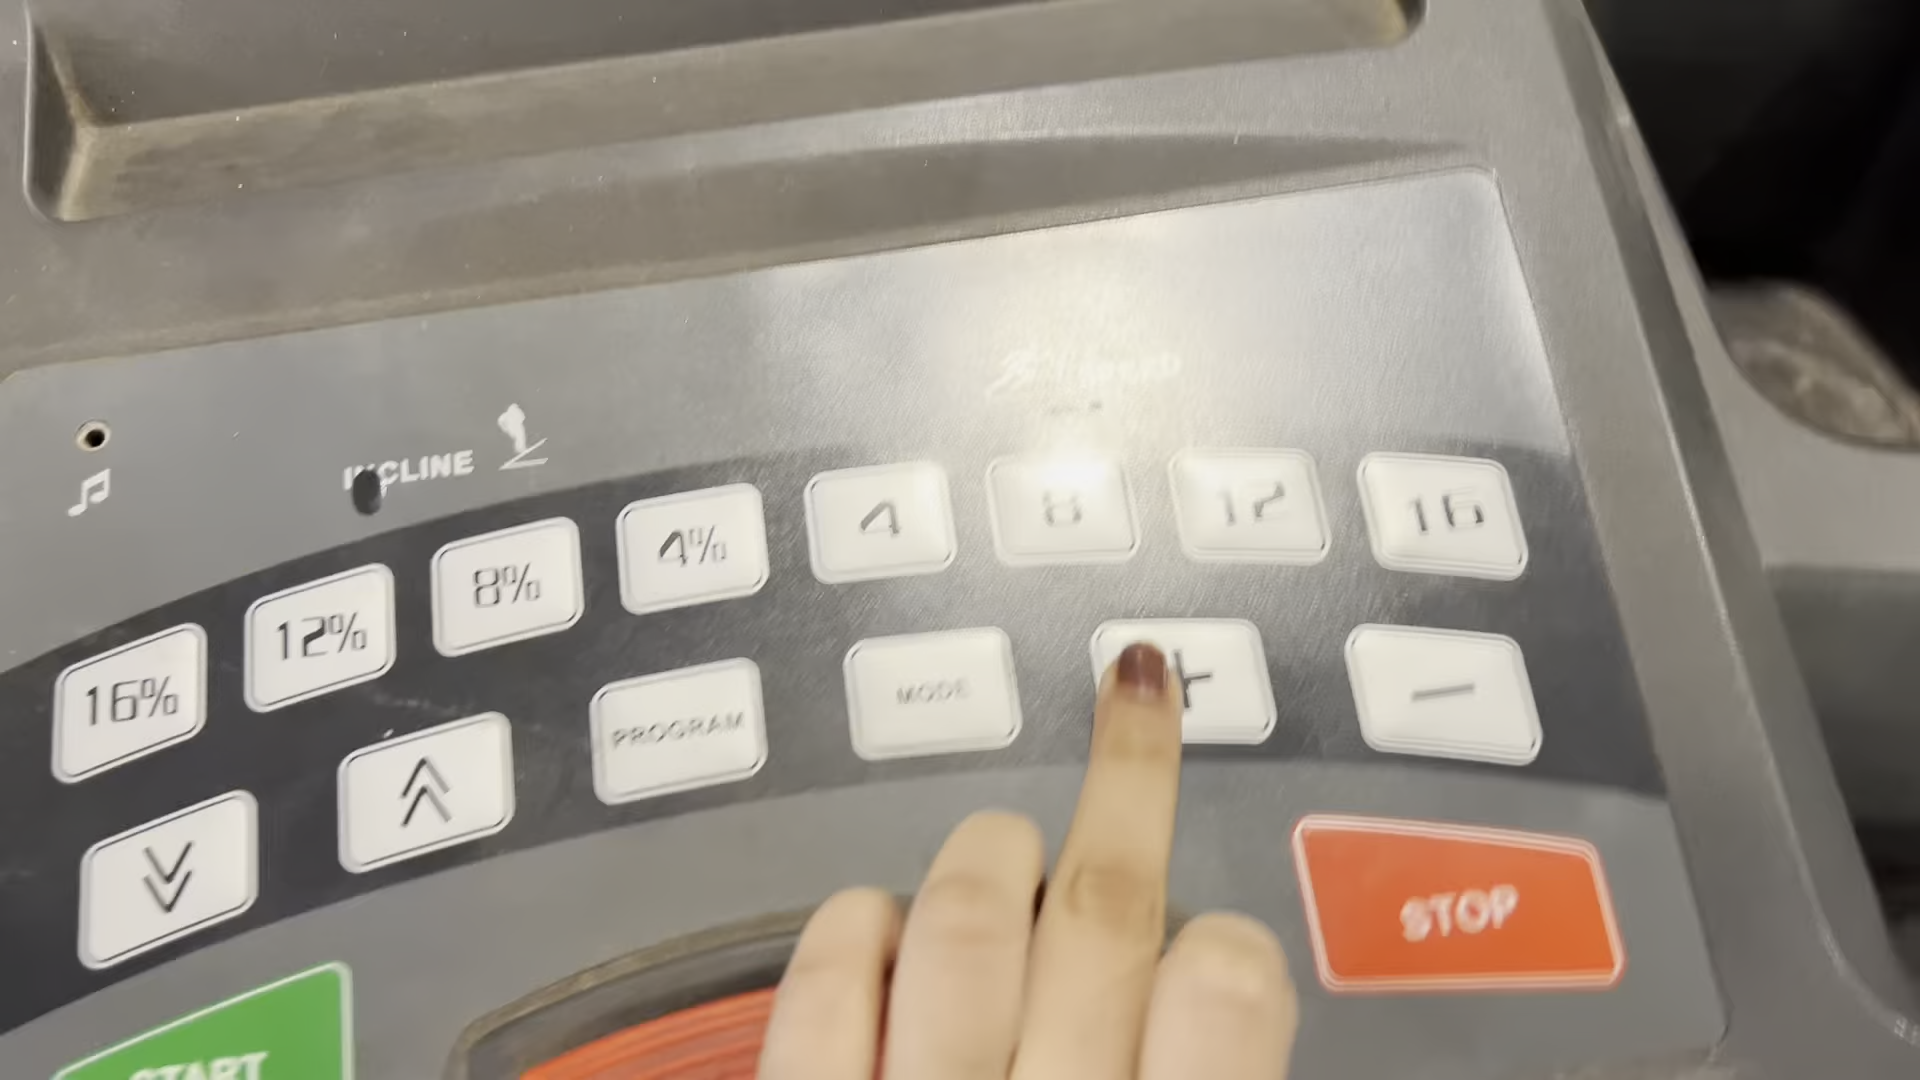 INCLINE
4 8 12 16
16% 12% 8% 4%
PROGRAM MODE + −
STOP
START